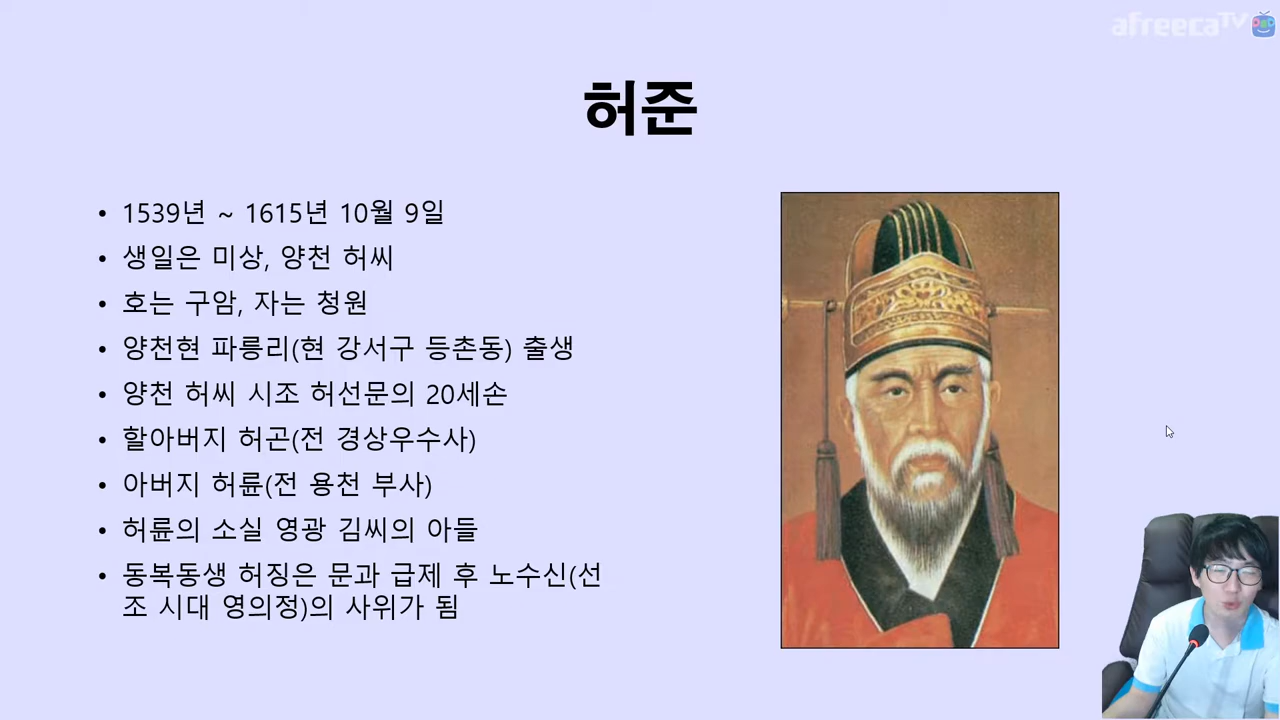 afreecaTV
허준
• 1539년 ~ 1615년 10월 9일
• 생일은 미상, 양천 허씨
• 호는 구암, 자는 청원
• 양천현 파릉리(현 강서구 등촌동) 출생
• 양천 허씨 시조 허선문의 20세손
• 할아버지 허곤(전 경상우수사)
• 아버지 허륜(전 용천 부사)
• 허륜의 소실 영광 김씨의 아들
• 동복동생 허징은 문과 급제 후 노수신(선
조 시대 영의정)의 사위가 됨